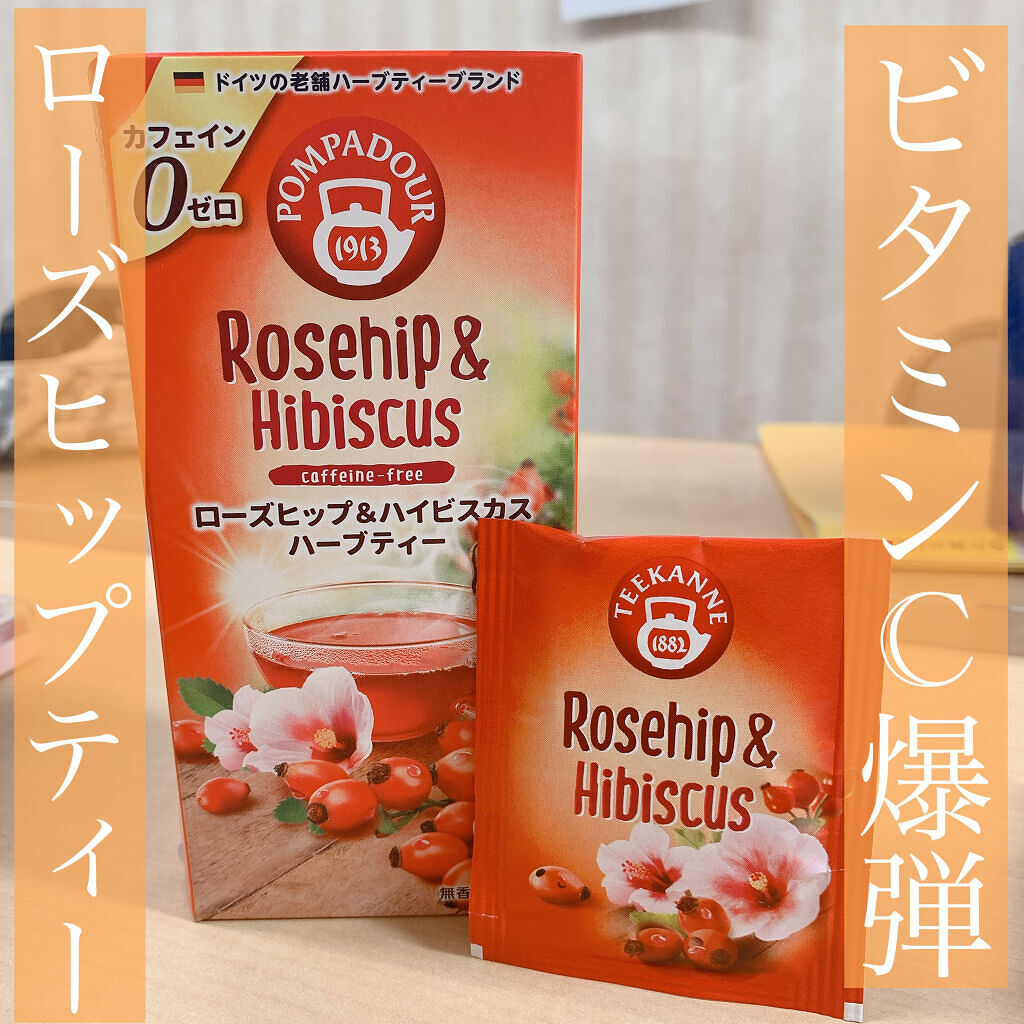 ビタミンC爆弾
ローズヒップティー
ドイツの老舗ハーブティーブランド
カフェイン
0ゼロ
POMPADOUR
1913
Rosehip &
Hibiscus
caffeine-free
ローズヒップ&ハイビスカス
ハーブティー
無香
TEEKANNE
1882
Rosehip &
Hibiscus